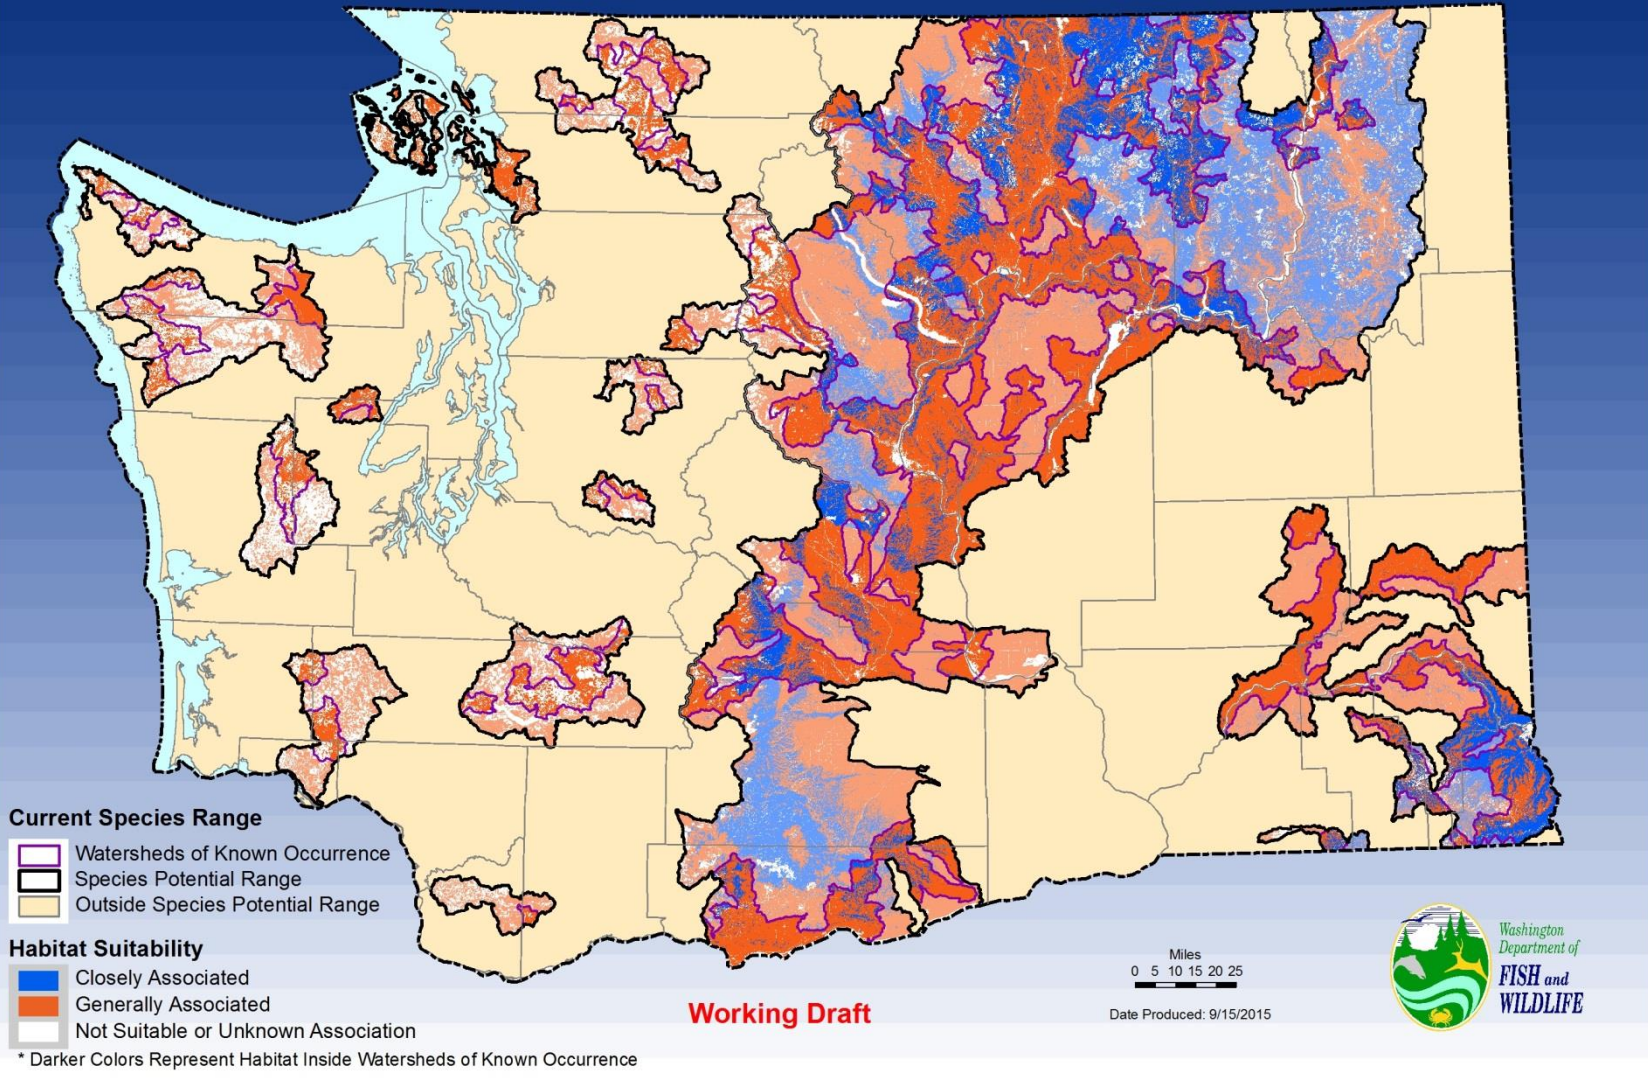 Current Species Range
Watersheds of Known Occurrence
Species Potential Range
Outside Species Potential Range
Habitat Suitability
Closely Associated
Generally Associated
Not Suitable or Unknown Association
* Darker Colors Represent Habitat Inside Watersheds of Known Occurrence
Working Draft
Miles
0 5 10 15 20 25
Date Produced: 9/15/2015
Washington
Department of
FISH and
WILDLIFE